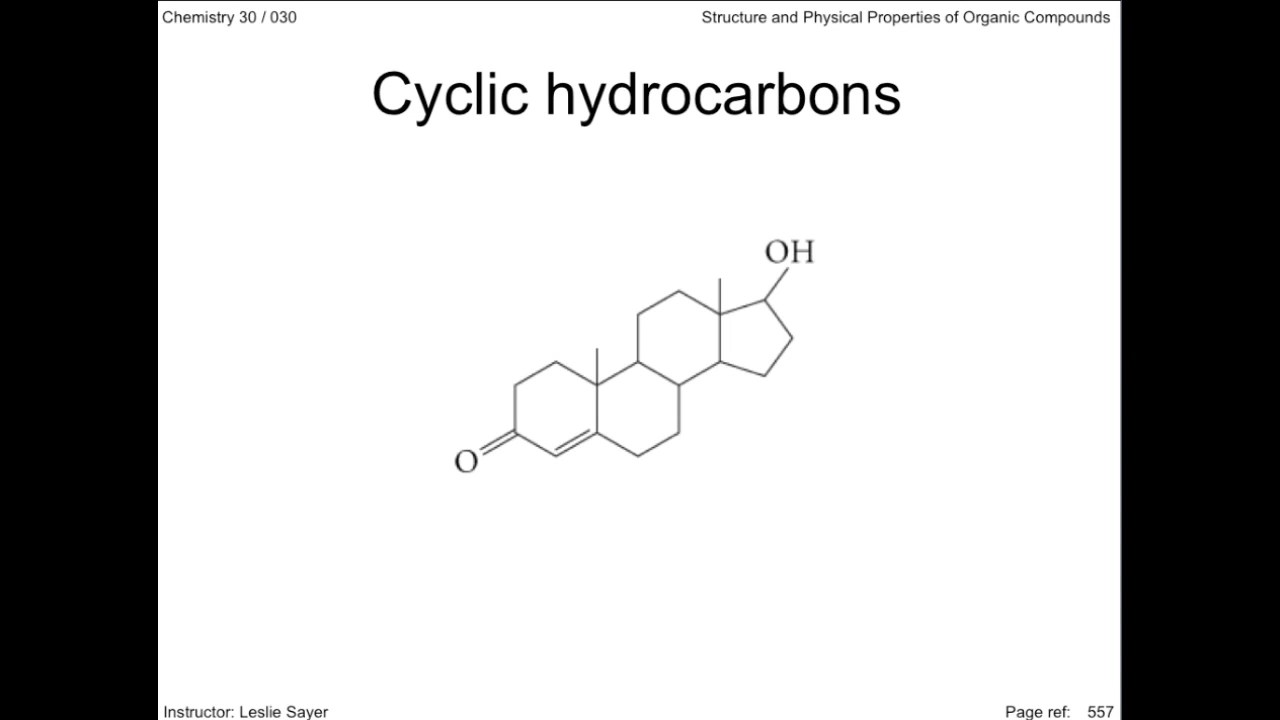 Chemistry 30 / 030
Structure and Physical Properties of Organic Compounds
Cyclic hydrocarbons
OH
O
Instructor: Leslie Sayer
Page ref: 557